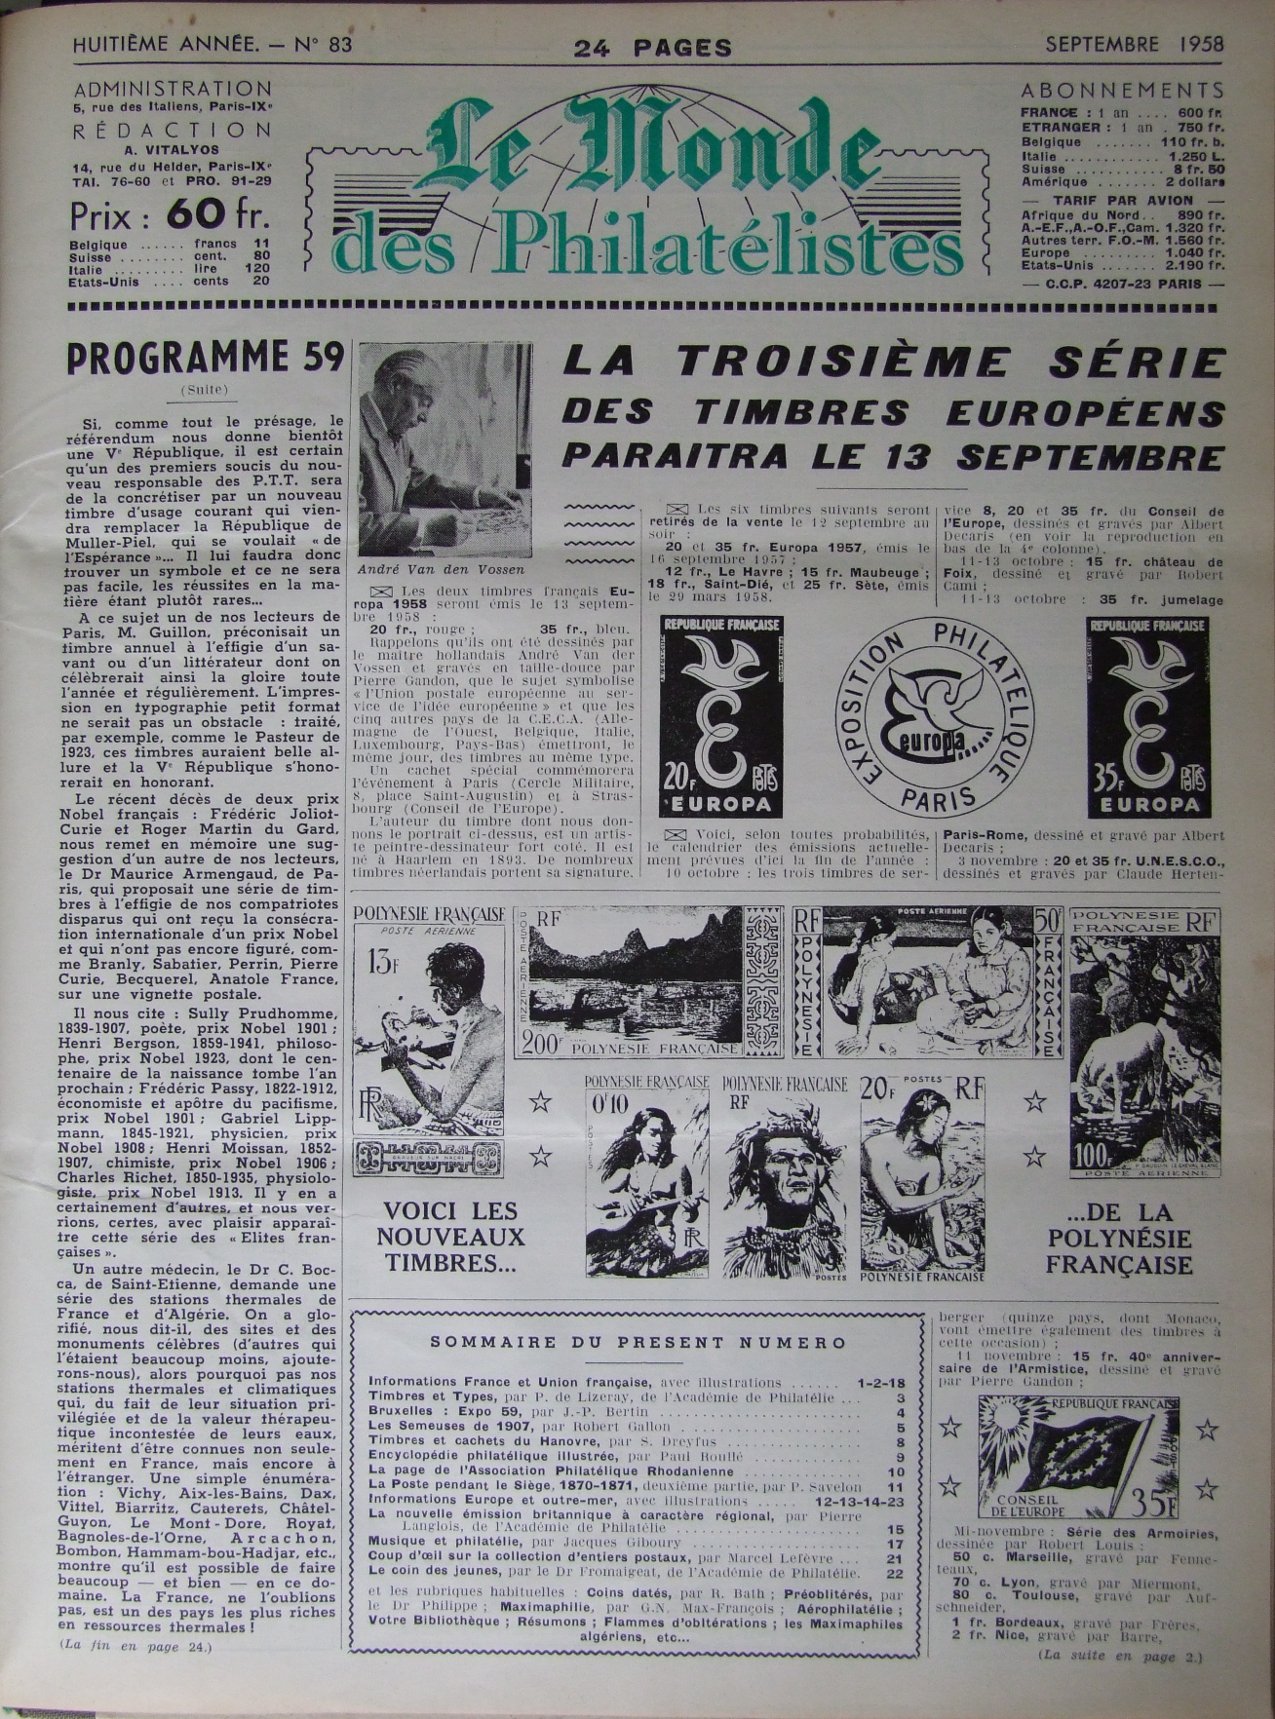 HUITIÈME ANNÉE. — N° 83
24 PAGES
SEPTEMBRE 1958
ADMINISTRATION
5, rue des Italiens, Paris-IXe
RÉDACTION
A. VITALYOS
14, rue du Helder, Paris-IXe
TAI. 76-60 et PRO. 91-29
Prix : 60 fr.
Belgique ...... francs 11
Suisse ........ cent. 80
Italie ......... lire 120
Etats-Unis .... cents 20
Le Monde
des Philatélistes
ABONNEMENTS
FRANCE : 1 an .... 600 fr.
ETRANGER : 1 an . 750 fr.
Belgique ....... 110 fr. b.
Italie ............ 1.250 L.
Suisse ........... 8 fr. 50
Amérique ....... 2 dollars
— TARIF PAR AVION —
Afrique du Nord.. 890 fr.
A.-E.F.,A.-O.F.,Cam. 1.320 fr.
Autres terr. F.O.-M. 1.560 fr.
Europe ......... 1.040 fr.
Etats-Unis ....... 2.190 fr.
— C.C.P. 4207-23 PARIS —
PROGRAMME 59
(Suite)
Si, comme tout le présage, le
référendum nous donne bientôt
une Ve République, il est certain
qu'un des premiers soucis du nou-
veau responsable des P.T.T. sera
de la concrétiser par un nouveau
timbre d'usage courant qui vien-
dra remplacer la République de
Muller-Piel, qui se voulait « de
l'Espérance »... Il lui faudra donc
trouver un symbole et ce ne sera
pas facile, les réussites en la ma-
tière étant plutôt rares...
A ce sujet un de nos lecteurs de
Paris, M. Guillon, préconisait un
timbre annuel à l'effigie d'un sa-
vant ou d'un littérateur dont on
célèbrerait ainsi la gloire toute
l'année et régulièrement. L'impres-
sion en typographie petit format
ne serait pas un obstacle : traité,
par exemple, comme le Pasteur de
1923, ces timbres auraient belle al-
lure et la Ve République s'hono-
rerait en honorant.
Le récent décès de deux prix
Nobel français : Frédéric Joliot-
Curie et Roger Martin du Gard,
nous remet en mémoire une sug-
gestion d'un autre de nos lecteurs,
le Dr Maurice Armengaud, de Pa-
ris, qui proposait une série de tim-
bres à l'effigie de nos compatriotes
disparus qui ont reçu la consécra-
tion internationale d'un prix Nobel
et qui n'ont pas encore figuré, com-
me Branly, Sabatier, Perrin, Pierre
Curie, Becquerel, Anatole France,
sur une vignette postale.
Il nous cite : Sully Prudhomme,
1839-1907, poète, prix Nobel 1901 ;
Henri Bergson, 1859-1941, philoso-
phe, prix Nobel 1923, dont le cen-
tenaire de la naissance tombe l'an
prochain ; Frédéric Passy, 1822-1912,
économiste et apôtre du pacifisme,
prix Nobel 1901 ; Gabriel Lipp-
mann, 1845-1921, physicien, prix
Nobel 1908 ; Henri Moissan, 1852-
1907, chimiste, prix Nobel 1906 ;
Charles Richet, 1850-1935, physiolo-
giste, prix Nobel 1913. Il y en a
certainement d'autres, et nous ver-
rions, certes, avec plaisir apparaî-
tre cette série des « Elites fran-
çaises ».
Un autre médecin, le Dr C. Boc-
ca, de Saint-Etienne, demande une
série des stations thermales de
France et d'Algérie. On a glo-
rifié, nous dit-il, des sites et des
monuments célèbres (d'autres qui
l'étaient beaucoup moins, ajoute-
rons-nous), alors pourquoi pas nos
stations thermales et climatiques
qui, du fait de leur situation pri-
vilégiée et de la valeur thérapeu-
tique incontestée de leurs eaux,
méritent d'être connues non seule-
ment en France, mais encore à
l'étranger. Une simple énuméra-
tion : Vichy, Aix-les-Bains, Dax,
Vittel, Biarritz, Cauterets, Châtel-
Guyon, Le Mont-Dore, Royat,
Bagnoles-de-l'Orne, Arcachon,
Bombon, Hammam-bou-Hadjar, etc.,
montre qu'il est possible de faire
beaucoup — et bien — en ce do-
maine. La France, ne l'oublions
pas, est un des pays les plus riches
en ressources thermales !
(La fin en page 24.)
LA TROISIÈME SÉRIE
DES TIMBRES EUROPÉENS
PARAITRA LE 13 SEPTEMBRE
André Van den Vossen
Les deux timbres français Eu-
ropa 1958 seront émis le 13 septem-
bre 1958 :
20 fr., rouge ; 35 fr., bleu.
Rappelons qu'ils ont été dessinés par
le maître hollandais André Van der
Vossen et gravés en taille-douce par
Pierre Gandon, que le sujet symbolise
« l'Union postale européenne au ser-
vice de l'idée européenne » et que les
cinq autres pays de la C.E.C.A. (Alle-
magne de l'Ouest, Belgique, Italie,
Luxembourg, Pays-Bas) émettront, le
même jour, des timbres au même type.
Un cachet spécial commémorera
l'événement à Paris (Cercle Militaire,
8, place Saint-Augustin) et à Stras-
bourg (Conseil de l'Europe).
L'auteur du timbre dont nous don-
nons le portrait ci-dessus, est un artis-
te peintre-dessinateur fort coté. Il est
né à Haarlem en 1893. De nombreux
timbres néerlandais portent sa signature.
Les six timbres suivants seront
retirés de la vente le 12 septembre au
soir :
20 et 35 fr. Europa 1957, émis le
16 septembre 1957 ;
12 fr., Le Havre ; 15 fr. Maubeuge ;
18 fr., Saint-Dié, et 25 fr. Sète, émis
le 29 mars 1958.
vice 8, 20 et 35 fr. du Conseil de
l'Europe, dessinés et gravés par Albert
Decaris (en voir la reproduction en
bas de la 4e colonne).
11-13 octobre : 15 fr. château de
Foix, dessiné et gravé par Robert
Cami ;
11-13 octobre : 35 fr. jumelage
REPUBLIQUE FRANÇAISE
20F
POSTES
EUROPA
EXPOSITION PHILATELIQUE
europa
PARIS
REPUBLIQUE FRANÇAISE
35F
POSTES
EUROPA
Voici, selon toutes probabilités,
le calendrier des émissions actuelle-
ment prévues d'ici la fin de l'année :
10 octobre : les trois timbres de ser-
Paris-Rome, dessiné et gravé par Albert
Decaris ;
3 novembre : 20 et 35 fr. U.N.E.S.C.O.,
dessinés et gravés par Claude Herten-
POLYNÉSIE FRANÇAISE
POSTE AERIENNE
13F
RF
GRAVEUR SUR NACRE
RF
POSTE AERIENNE
200F POLYNÉSIE FRANÇAISE
RF
POSTE AERIENNE
50F
POLYNESIE
FRANÇAISE
POLYNESIE
FRANÇAISE RF
100F
P. GAUGUIN LE CHEVAL BLANC
POSTE AERIENNE
POLYNÉSIE FRANÇAISE
0F10
POSTES
RF
POLYNÉSIE FRANÇAISE
RF
9F
POSTES
20F POSTES RF
POLYNÉSIE FRANÇAISE
VOICI LES
NOUVEAUX
TIMBRES...
...DE LA
POLYNÉSIE
FRANÇAISE
SOMMAIRE DU PRESENT NUMERO
Informations France et Union française, avec illustrations ...... 1-2-18
Timbres et Types, par P. de Lizeray, de l'Académie de Philatélie ... 3
Bruxelles : Expo 59, par J.-P. Bertin ........ 4
Les Semeuses de 1907, par Robert Gallon ........ 5
Timbres et cachets du Hanovre, par S. Dreyfus ........ 8
Encyclopédie philatélique illustrée, par Paul Boullé ........ 9
La page de l'Association Philatélique Rhodanienne ........ 10
La Poste pendant le Siège, 1870-1871, deuxième partie, par P. Savelon 11
Informations Europe et outre-mer, avec illustrations ..... 12-13-14-23
La nouvelle émission britannique à caractère régional, par Pierre
Langlois, de l'Académie de Philatélie ........ 15
Musique et philatélie, par Jacques Giboury ........ 17
Coup d'œil sur la collection d'entiers postaux, par Marcel Lefèvre .. 21
Le coin des jeunes, par le Dr Fromaigeat, de l'Académie de Philatélie. 22
et les rubriques habituelles : Coins datés, par R. Bath ; Préoblitérés, par
le Dr Philippe ; Maximaphilie, par G.N. Max-François ; Aérophilatélie ;
Votre Bibliothèque ; Résumons ; Flammes d'oblitérations ; les Maximaphiles
algériens, etc...
berger (quinze pays, dont Monaco,
vont émettre également des timbres à
cette occasion) ;
11 novembre : 15 fr. 40e anniver-
saire de l'Armistice, dessiné et gravé
par Pierre Gandon ;
REPUBLIQUE FRANÇAISE
CONSEIL
DE L'EUROPE
35F
Mi-novembre : Série des Armoiries,
dessinée par Robert Louis :
50 c. Marseille, gravé par Fenne-
teaux,
70 c. Lyon, gravé par Miermont,
80 c. Toulouse, gravé par Auf-
schneider,
1 fr. Bordeaux, gravé par Frères,
2 fr. Nice, gravé par Barre,
(La suite en page 2.)